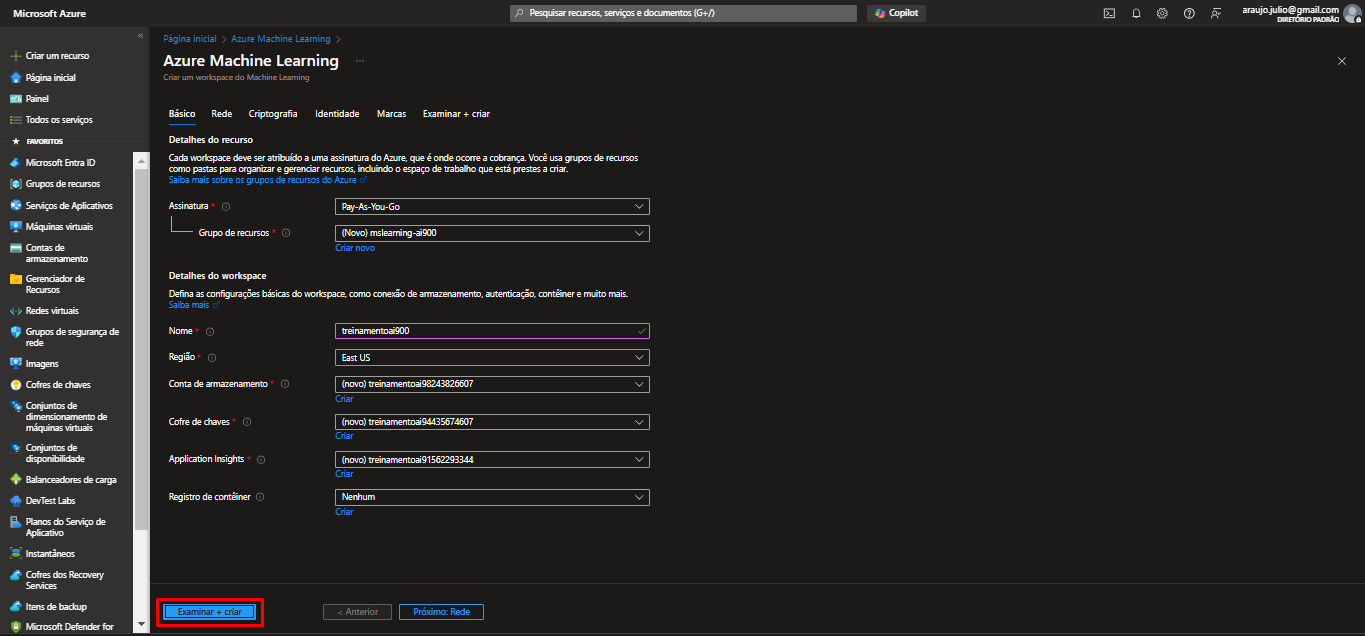 Microsoft Azure
Pesquisar recursos, serviços e documentos (G+/)
Copilot
araujo.julio@gmail.com
DIRETÓRIO PADRÃO
Criar um recurso
Página inicial
Painel
Todos os serviços
FAVORITOS
Microsoft Entra ID
Grupos de recursos
Serviços de Aplicativos
Máquinas virtuais
Contas de
armazenamento
Gerenciador de
Recursos
Redes virtuais
Grupos de segurança de
rede
Imagens
Cofres de chaves
Conjuntos de
dimensionamento de
máquinas virtuais
Conjuntos de
disponibilidade
Balanceadores de carga
DevTest Labs
Planos do Serviço de
Aplicativo
Instantâneos
Cofres dos Recovery
Services
Itens de backup
Microsoft Defender for
Página inicial > Azure Machine Learning >
Azure Machine Learning ...
Criar um workspace do Machine Learning
Básico Rede Criptografia Identidade Marcas Examinar + criar
Detalhes do recurso
Cada workspace deve ser atribuído a uma assinatura do Azure, que é onde ocorre a cobrança. Você usa grupos de recursos
como pastas para organizar e gerenciar recursos, incluindo o espaço de trabalho que está prestes a criar.
Saiba mais sobre os grupos de recursos do Azure
Assinatura * Pay-As-You-Go
Grupo de recursos * (Novo) mslearning-ai900
Criar novo
Detalhes do workspace
Defina as configurações básicas do workspace, como conexão de armazenamento, autenticação, contêiner e muito mais.
Saiba mais
Nome * treinamentoai900
Região * East US
Conta de armazenamento * (novo) treinamentoai98243826607
Criar
Cofre de chaves * (novo) treinamentoai94435674607
Criar
Application Insights * (novo) treinamentoai91562293344
Criar
Registro de contêiner Nenhum
Criar
Examinar + criar
< Anterior
Próximo: Rede